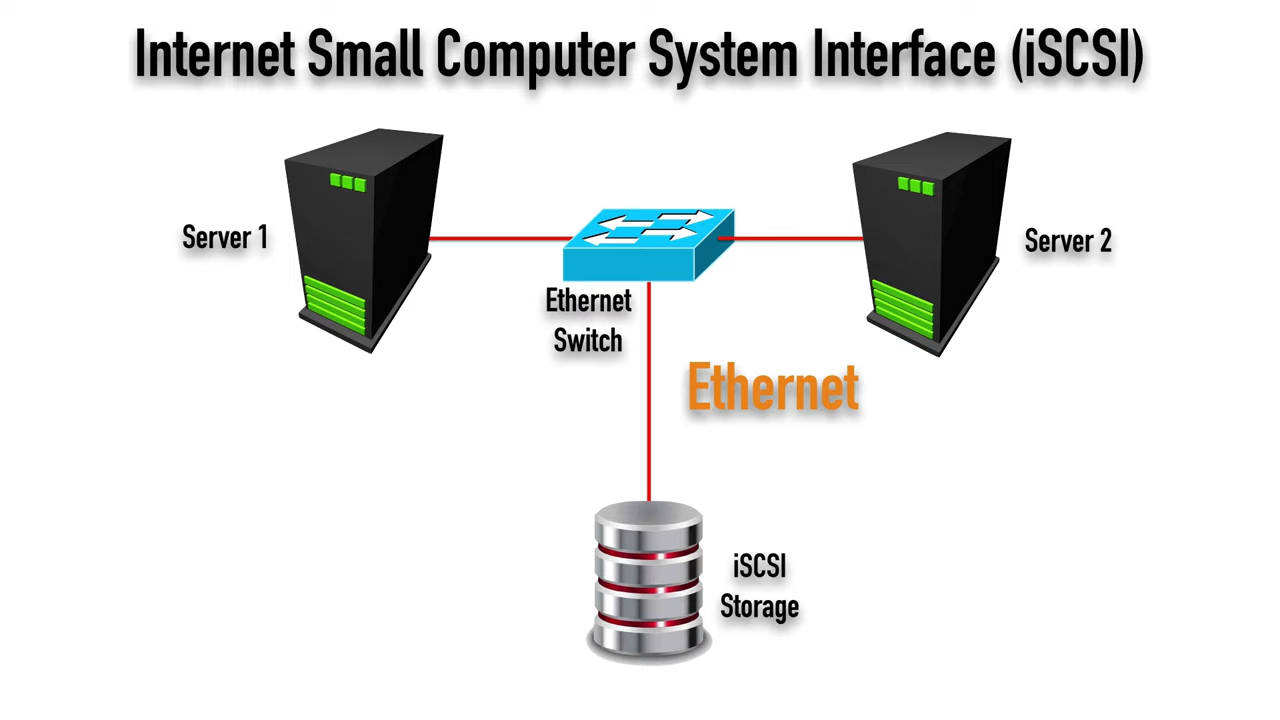 Internet Small Computer System Interface (iSCSI)
Server 1
Server 2
Ethernet
Switch
Ethernet
iSCSI
Storage